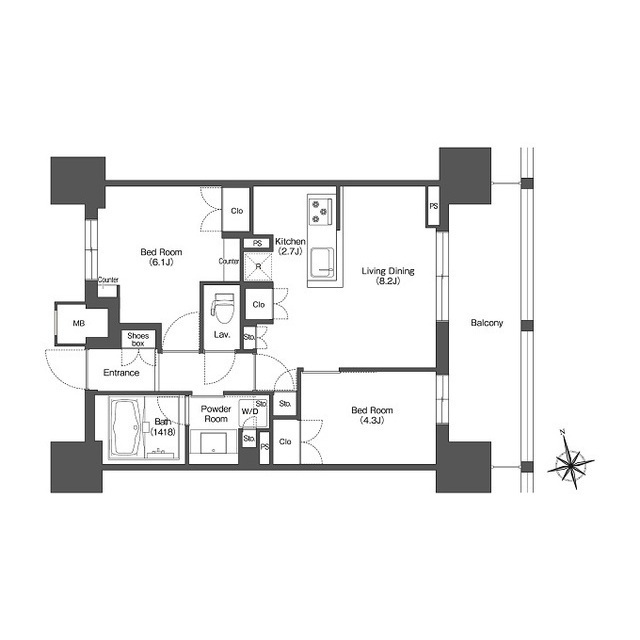 Clo
PS
Bed Room
(6.1J)
Counter
Counter
PS
Kitchen
(2.7J)
R
Living Dining
(8.2J)
Clo
MB
Lav.
Sto.
Shoes
box
Balcony
Entrance
Bath
(1418)
Powder
Room
Sto
W/D
Sto.
Sto.
PS
Clo
Bed Room
(4.3J)
N